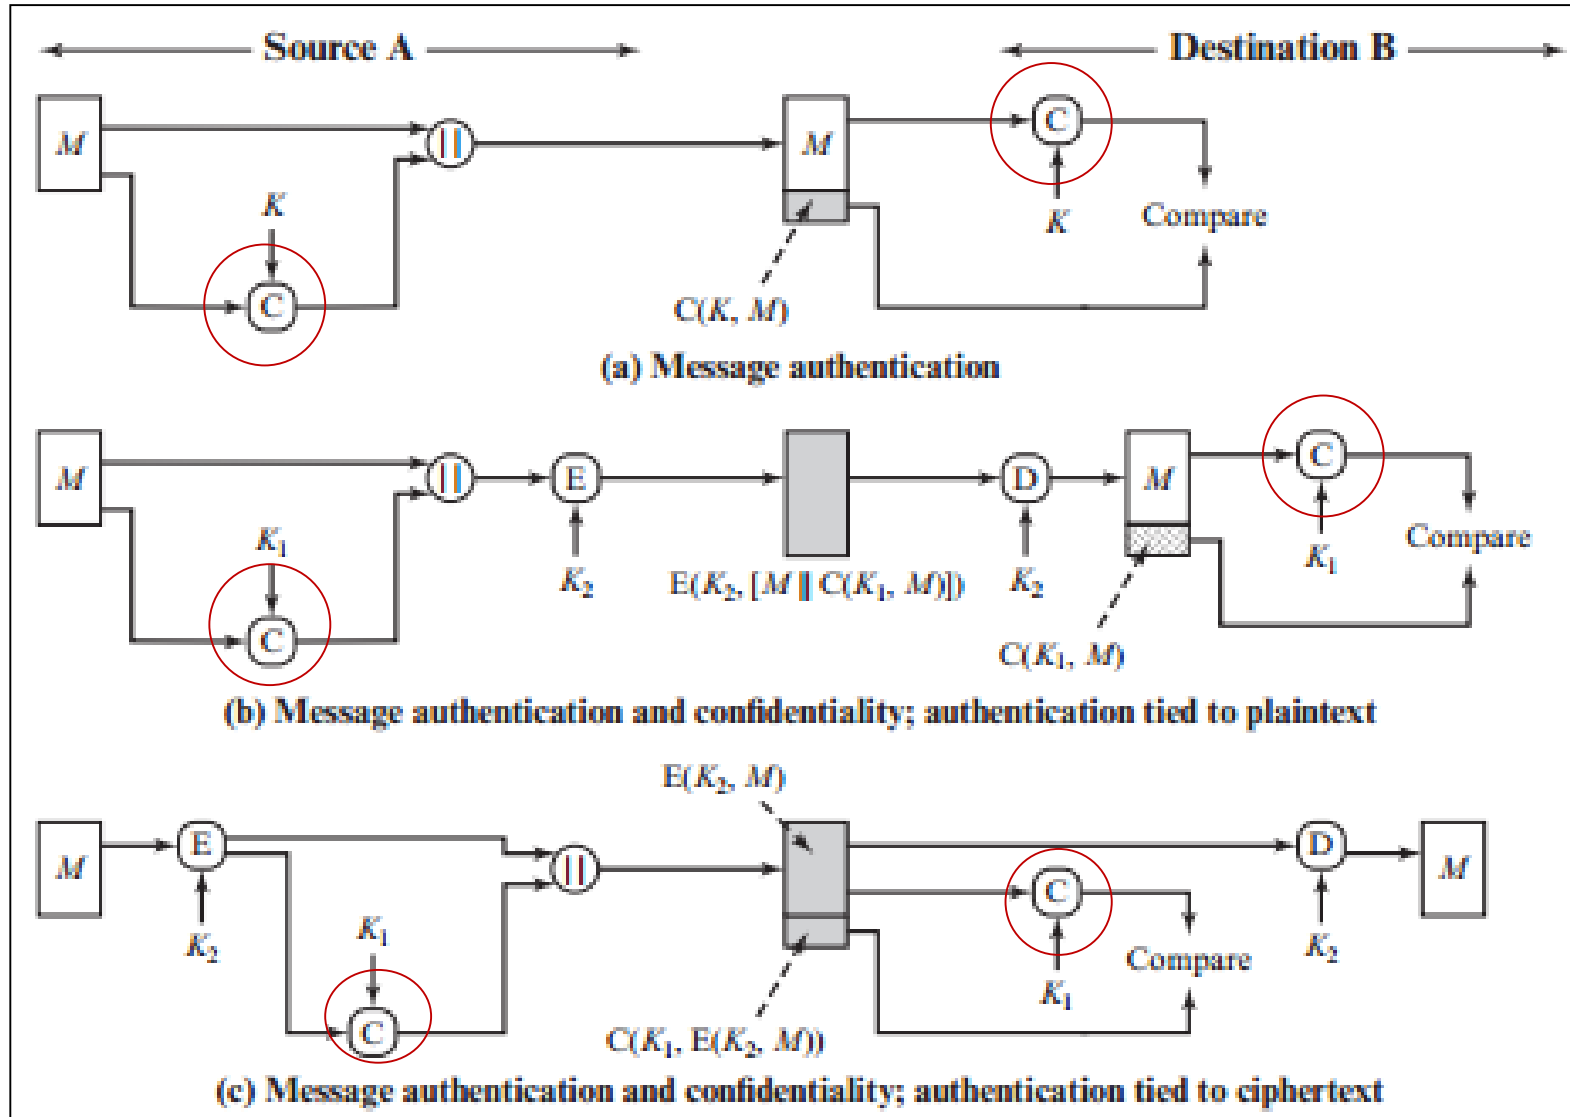 Source A
Destination B
M
||
M
C
K
K
Compare
C
C(K, M)
(a) Message authentication
M
||
E
D
M
C
K₁
K₂
E(K₂, [M || C(K₁, M)])
K₂
K₁
Compare
C
C(K₁, M)
(b) Message authentication and confidentiality; authentication tied to plaintext
E(K₂, M)
M
E
||
D
M
C
K₂
K₁
K₁
Compare
K₂
C
C(K₁, E(K₂, M))
(c) Message authentication and confidentiality; authentication tied to ciphertext